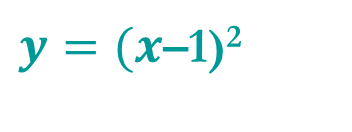 y = (x–1)²